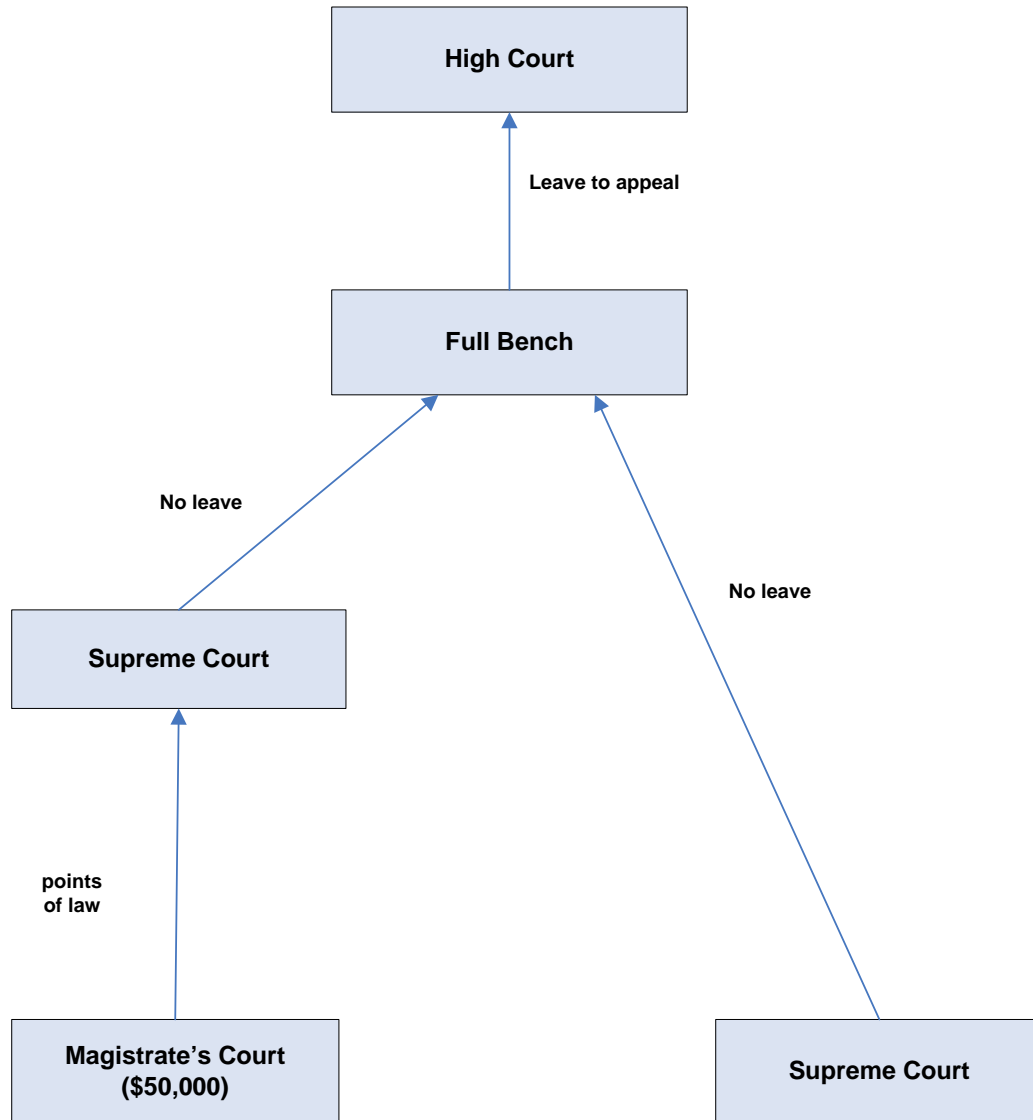 High Court
Leave to appeal
Full Bench
No leave
No leave
Supreme Court
points
of law
Magistrate’s Court
($50,000)
Supreme Court